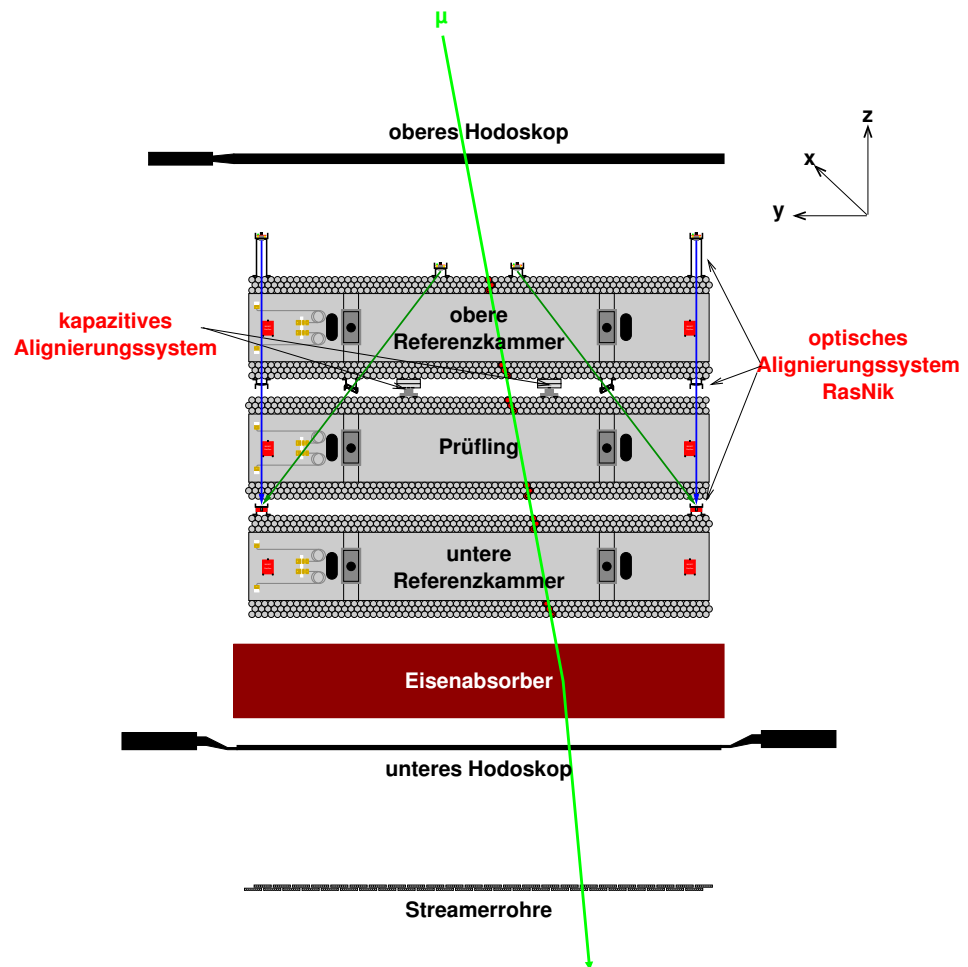 μ
oberes Hodoskop
z
x
y
kapazitives
Alignierungssystem
obere
Referenzkammer
optisches
Alignierungssystem
RasNik
Prüfling
untere
Referenzkammer
Eisenabsorber
unteres Hodoskop
Streamerrohre